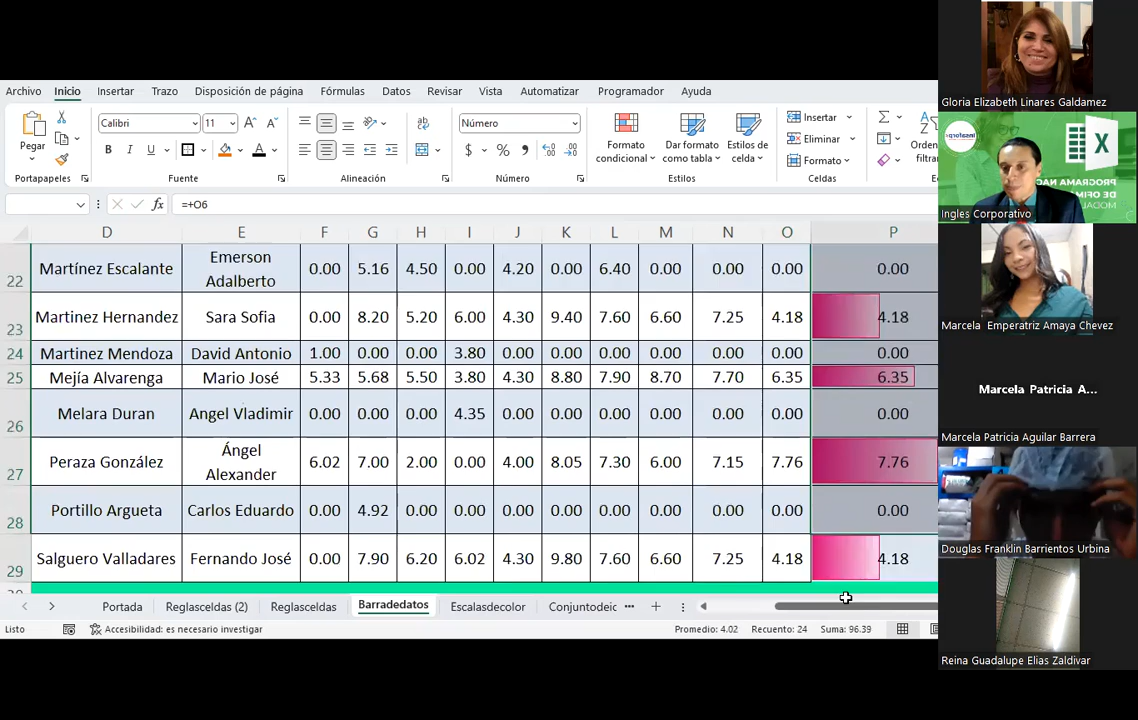 Archivo Inicio Insertar Trazo Disposición de página Fórmulas Datos Revisar Vista Automatizar Programador Ayuda
Pegar
Calibri 11
N K S
Número
$ %
Formato condicional
Dar formato como tabla
Estilos de celda
Insertar
Eliminar
Formato
Σ
Orden
filtra
Portapapeles Fuente Alineación Número Estilos Celdas
fx =+O6
D E F G H I J K L M N O P
22 Martínez Escalante Emerson Adalberto 0.00 5.16 4.50 0.00 4.20 0.00 6.40 0.00 0.00 0.00 0.00
23 Martinez Hernandez Sara Sofia 0.00 8.20 5.20 6.00 4.30 9.40 7.60 6.60 7.25 4.18 4.18
24 Martinez Mendoza David Antonio 1.00 0.00 0.00 3.80 0.00 0.00 0.00 0.00 0.00 0.00 0.00
25 Mejía Alvarenga Mario José 5.33 5.68 5.50 3.80 4.30 8.80 7.90 8.70 7.70 6.35 6.35
26 Melara Duran Angel Vladimir 0.00 0.00 0.00 4.35 0.00 0.00 0.00 0.00 0.00 0.00 0.00
27 Peraza González Ángel Alexander 6.02 7.00 2.00 0.00 4.00 8.05 7.30 6.00 7.15 7.76 7.76
28 Portillo Argueta Carlos Eduardo 0.00 4.92 0.00 0.00 0.00 0.00 0.00 0.00 0.00 0.00 0.00
29 Salguero Valladares Fernando José 0.00 7.90 6.20 6.02 4.30 9.80 7.60 6.60 7.25 4.18 4.18
Portada Reglasceldas (2) Reglasceldas Barradedatos Escalasdecolor Conjuntodeic ...
Listo Accesibilidad: es necesario investigar Promedio: 4.02 Recuento: 24 Suma: 96.39
Gloria Elizabeth Linares Galdamez
X
PROGRAMA NAC
DE OFIMÁ
MODAL
Ingles Corporativo
Marcela Emperatriz Amaya Chevez
Marcela Patricia A...
Marcela Patricia Aguilar Barrera
Douglas Franklin Barrientos Urbina
Reina Guadalupe Elias Zaldivar